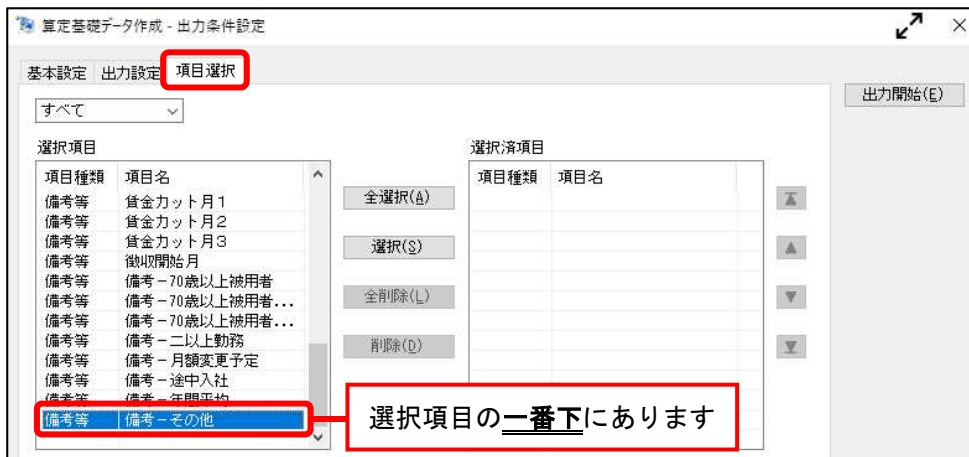 算定基礎データ作成 - 出力条件設定
基本設定 出力設定 項目選択
出力開始(E)
すべて
選択項目
選択済項目
項目種類 項目名
項目種類 項目名
備考等 賃金カット月1
備考等 賃金カット月2
備考等 賃金カット月3
備考等 徴収開始月
備考等 備考－70歳以上被用者
備考等 備考－70歳以上被用者...
備考等 備考－70歳以上被用者...
備考等 備考－二以上勤務
備考等 備考－月額変更予定
備考等 備考－途中入社
備考等 備考－年間平均
備考等 備考－その他
全選択(A)
選択(S)
全削除(L)
削除(D)
選択項目の一番下にあります